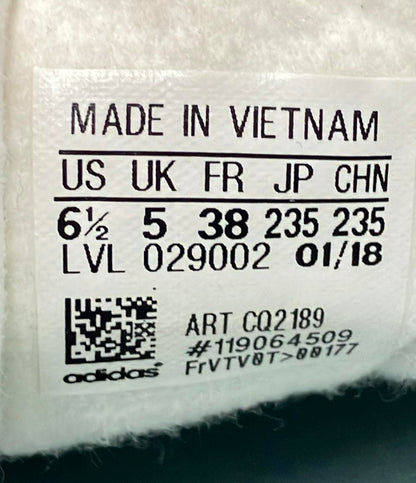 MADE IN VIETNAM
US UK FR JP CHN
6½ 5 38 235 235
LVL 029002 01/18
ART CQ2189
#119064509
FrVTV0T>00177
adidas